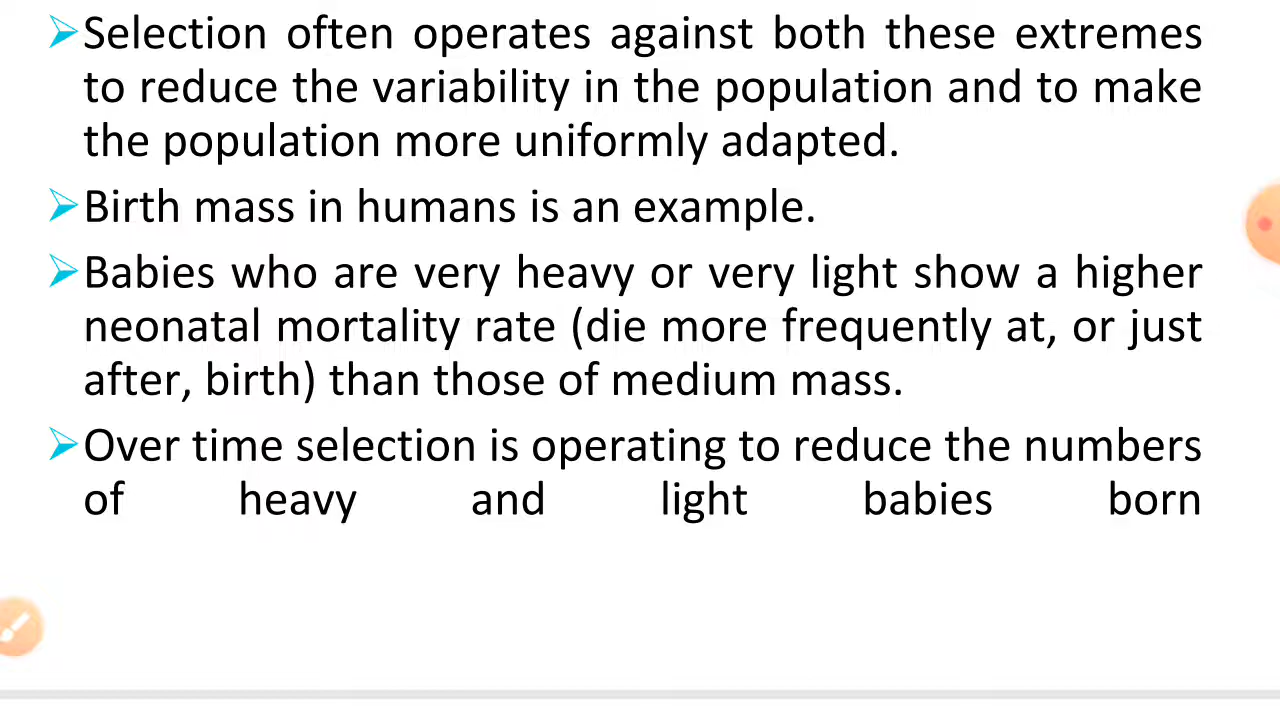 Selection often operates against both these extremes
to reduce the variability in the population and to make
the population more uniformly adapted.
Birth mass in humans is an example.
Babies who are very heavy or very light show a higher
neonatal mortality rate (die more frequently at, or just
after, birth) than those of medium mass.
Over time selection is operating to reduce the numbers
of heavy and light babies born